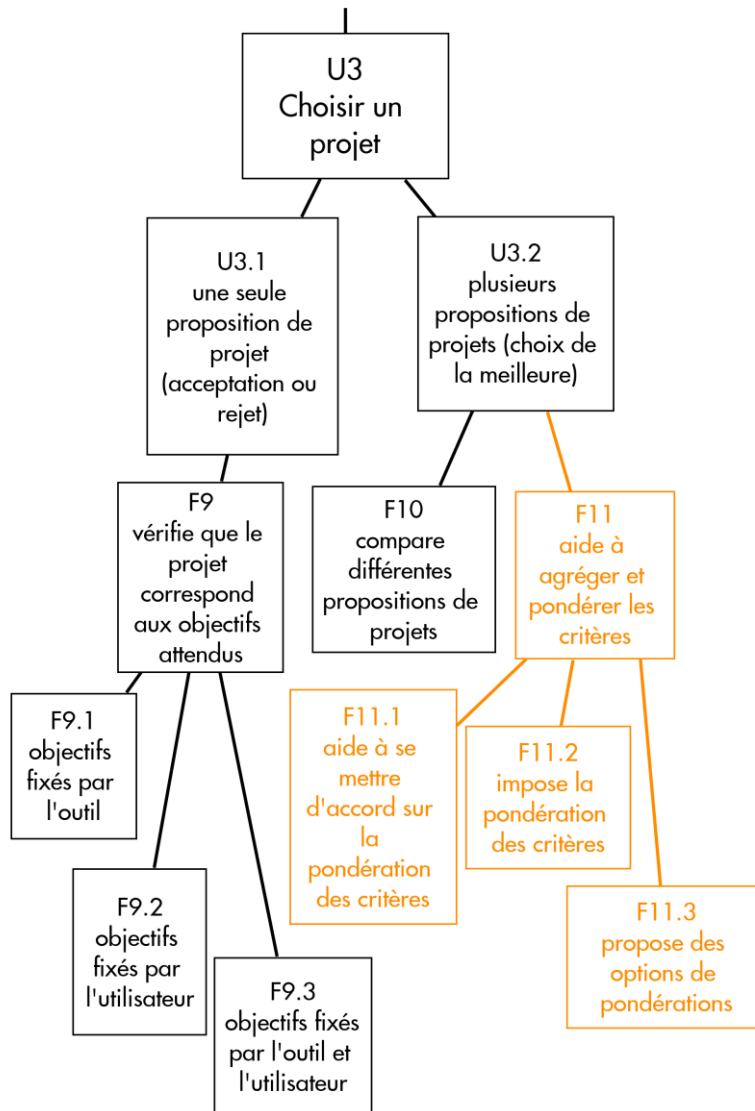 U3
Choisir un
projet
U3.1
une seule
proposition de
projet
(acceptation ou
rejet)
U3.2
plusieurs
propositions de
projets (choix de
la meilleure)
F9
vérifie que le
projet
correspond
aux objectifs
attendus
F10
compare
différentes
propositions de
projets
F11
aide à
agréger et
pondérer les
critères
F9.1
objectifs
fixés par
l'outil
F9.2
objectifs
fixés par
l'utilisateur
F9.3
objectifs fixés
par l'outil et
l'utilisateur
F11.1
aide à se
mettre
d'accord sur
la
pondération
des critères
F11.2
impose la
pondération
des critères
F11.3
propose des
options de
pondérations